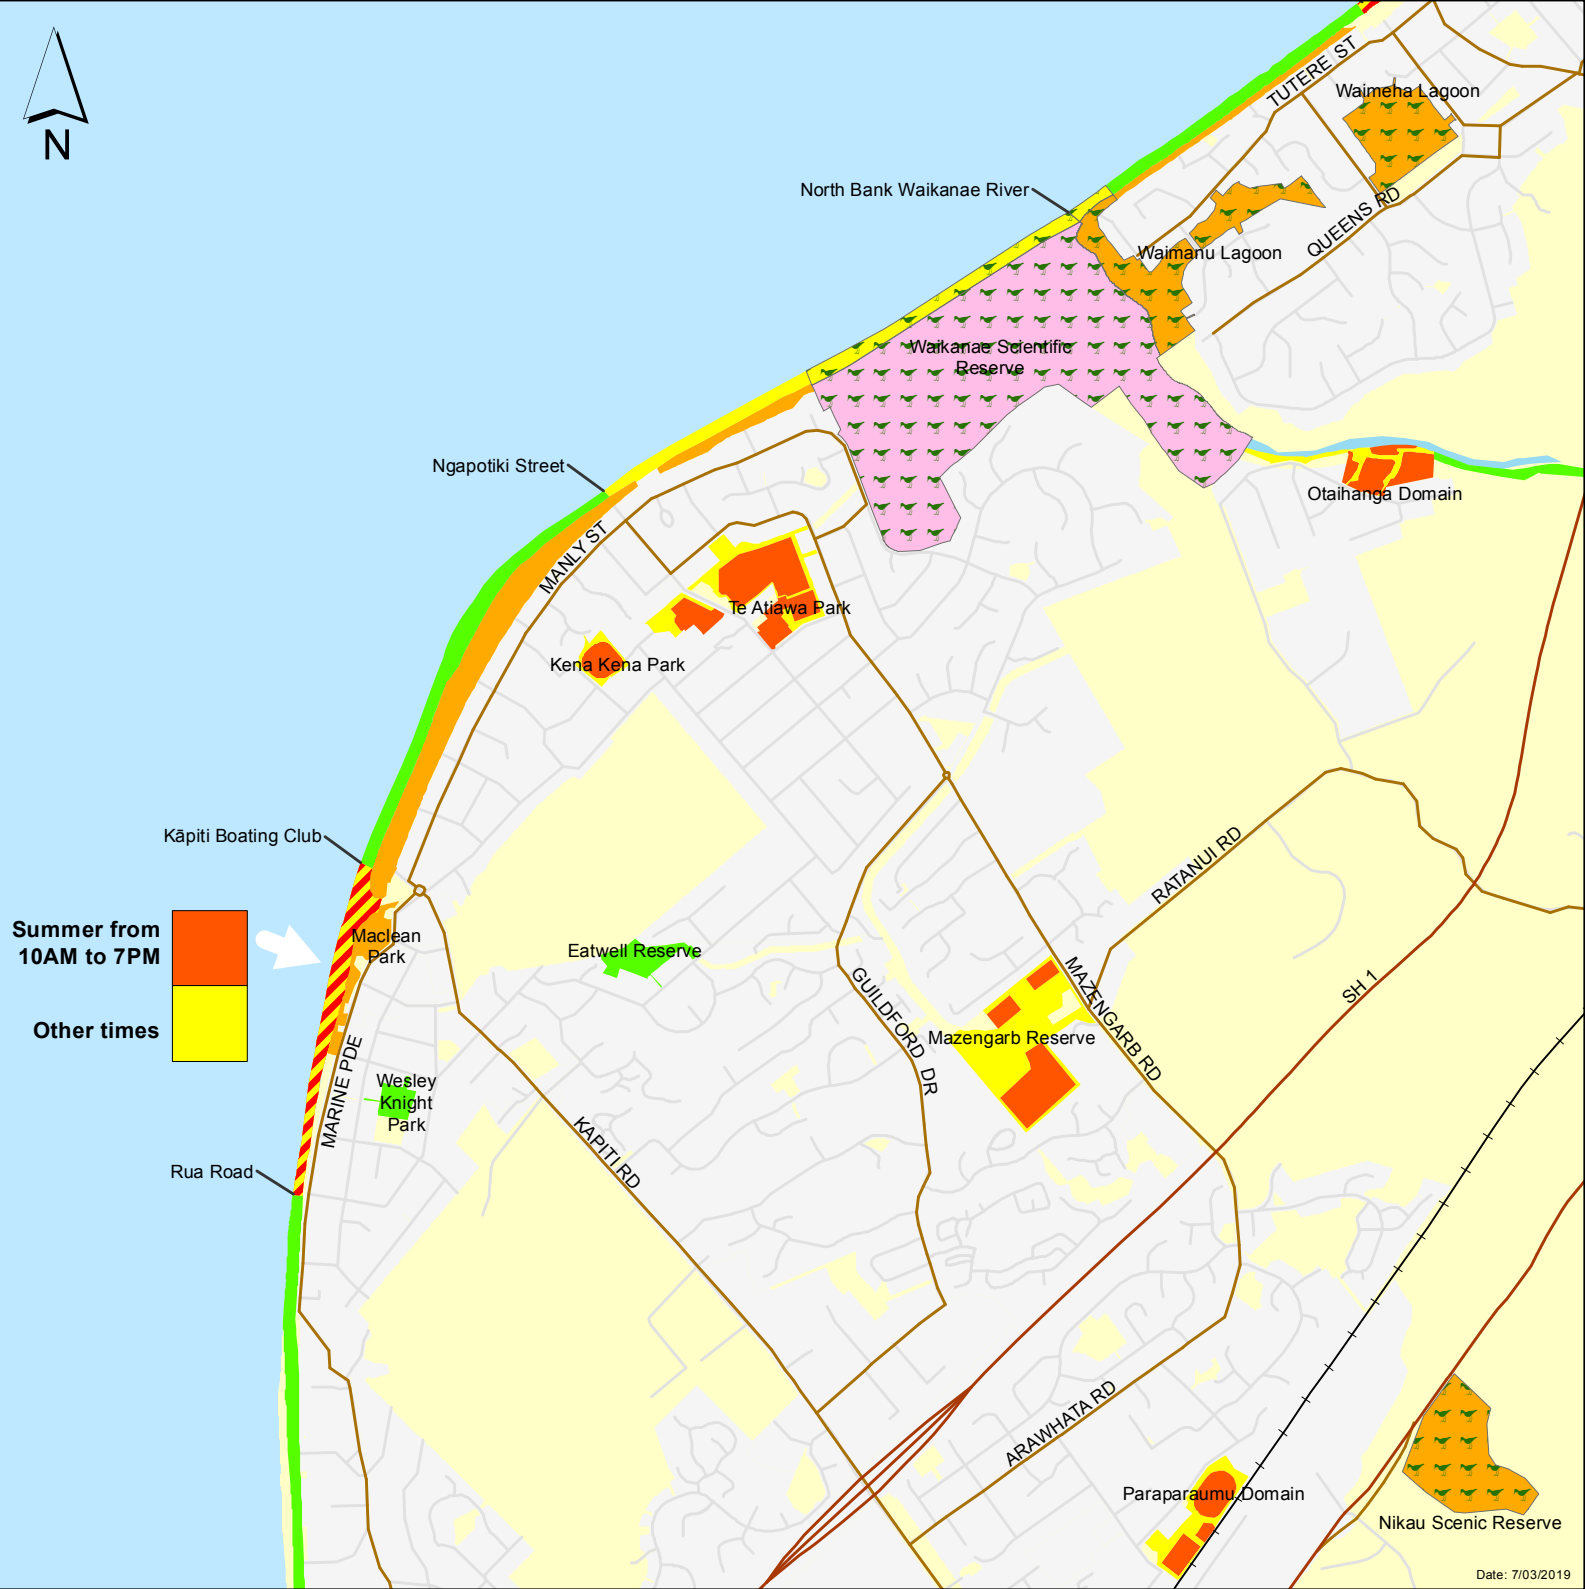 N
TUTERE ST
Waimeha Lagoon
North Bank Waikanae River
QUEENS RD
Waimanu Lagoon
Waikanae Scientific
Reserve
Ngapotiki Street
Otaihanga Domain
MANLY ST
Te Atiawa Park
Kena Kena Park
Kāpiti Boating Club
RATANUI RD
Summer from
10AM to 7PM
Maclean
Park
Eatwell Reserve
Other times
GUILDFORD DR
MAZENGARB RD
SH 1
Mazengarb Reserve
MARINE PDE
Wesley
Knight
Park
KAPITI RD
Rua Road
ARAWHATA RD
Paraparaumu Domain
Nikau Scenic Reserve
Date: 7/03/2019